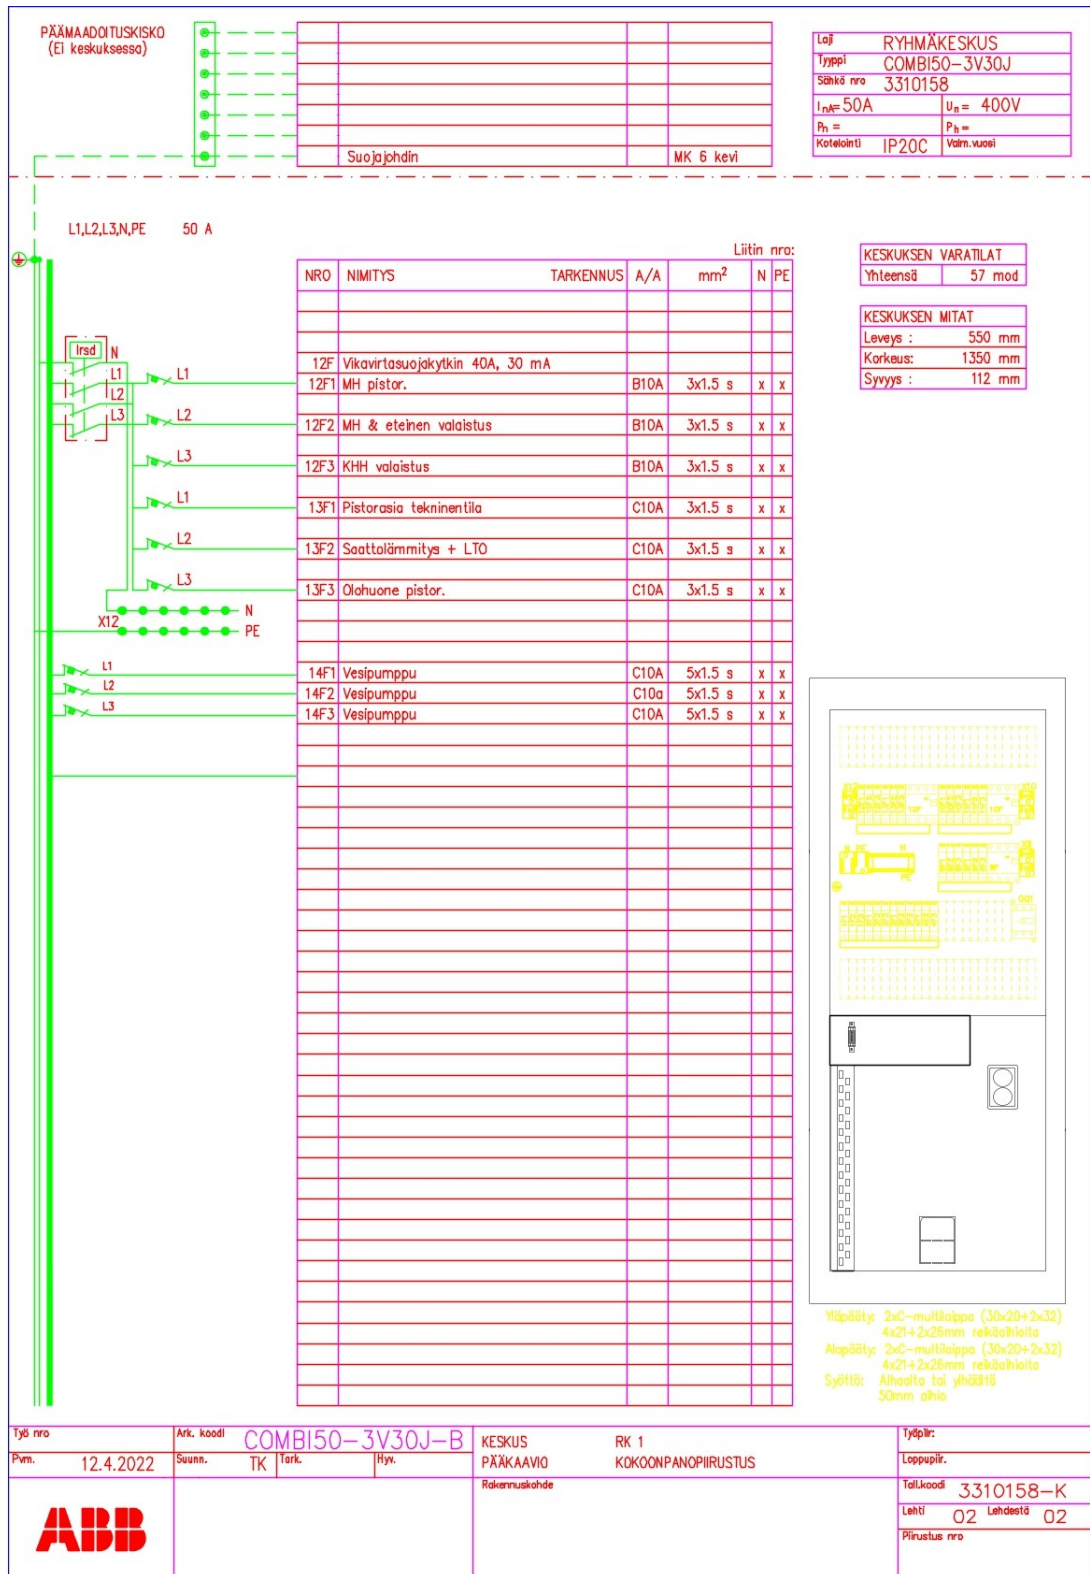 PÄÄMAADOITUSKISKO
(Ei keskuksessa)
Suojajohdin MK 6 kevi
Laji RYHMÄKESKUS
Tyyppi COMBI50-3V30J
Sähkö nro 3310158
InA= 50A Un = 400V
Pn = Ph =
Kotelointi IP20C Valm.vuosi
L1,L2,L3,N,PE 50 A
Liitin nro:
NRO NIMITYS TARKENNUS A/A mm² N PE
KESKUKSEN VARATILAT
Yhteensä 57 mod
KESKUKSEN MITAT
Leveys : 550 mm
Korkeus: 1350 mm
Syvyys : 112 mm
Irsd N
L1
L2
L3
12F Vikavirtasuojakytkin 40A, 30 mA
L1 12F1 MH pistor. B10A 3x1.5 s x x
L2 12F2 MH & eteinen valaistus B10A 3x1.5 s x x
L3 12F3 KHH valaistus B10A 3x1.5 s x x
L1 13F1 Pistorasia tekninentila C10A 3x1.5 s x x
L2 13F2 Saattolämmitys + LTO C10A 3x1.5 s x x
L3 13F3 Olohuone pistor. C10A 3x1.5 s x x
N
X12
PE
L1 14F1 Vesipumppu C10A 5x1.5 s x x
L2 14F2 Vesipumppu C10a 5x1.5 s x x
L3 14F3 Vesipumppu C10A 5x1.5 s x x
N PE N
PE
Yläpääty: 2xC-multilaippa (30x20+2x32)
4x21+2x26mm reikäaihioita
Alapääty: 2xC-multilaippa (30x20+2x32)
4x21+2x26mm reikäaihioita
Syöttö: Alhaalta tai ylhäältä
50mm aihio
Työ nro Ark. koodi COMBI50-3V30J-B
Pvm. 12.4.2022 Suunn. TK Tark. Hyv.
KESKUS RK 1
PÄÄKAAVIO KOKOONPANOPIIRUSTUS
Rakennuskohde
Työpiir:
Loppupiir.
Tall.koodi 3310158-K
Lehti 02 Lehdestä 02
Piirustus nro
ABB